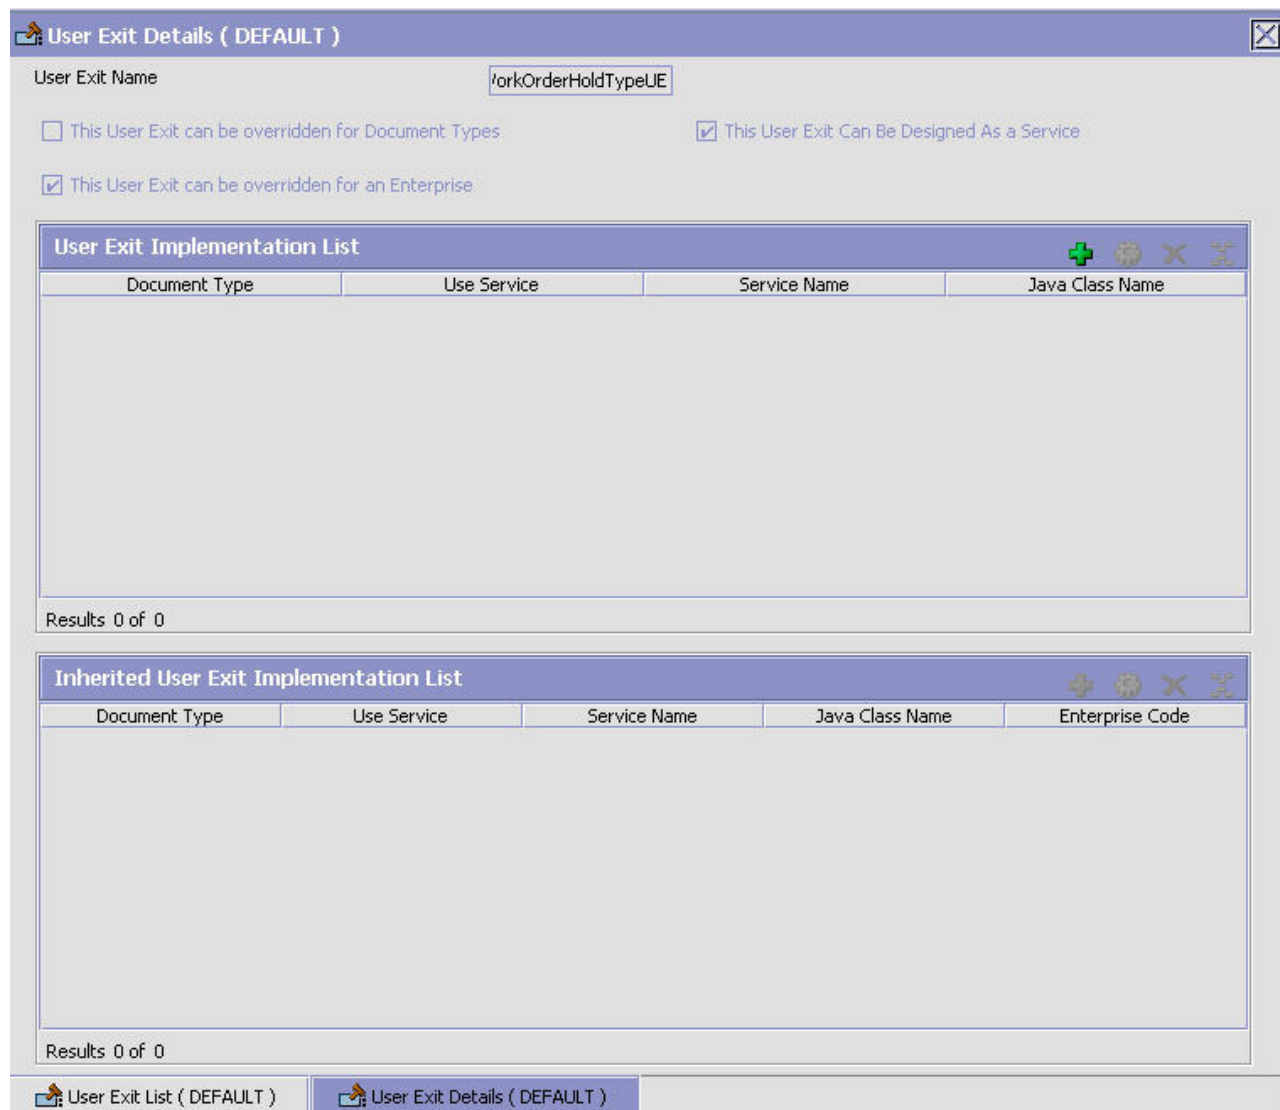 User Exit Details ( DEFAULT )
User Exit Name /orkOrderHoldTypeUE
This User Exit can be overridden for Document Types This User Exit Can Be Designed As a Service
This User Exit can be overridden for an Enterprise
User Exit Implementation List
Document Type Use Service Service Name Java Class Name
Results 0 of 0
Inherited User Exit Implementation List
Document Type Use Service Service Name Java Class Name Enterprise Code
Results 0 of 0
User Exit List ( DEFAULT ) User Exit Details ( DEFAULT )